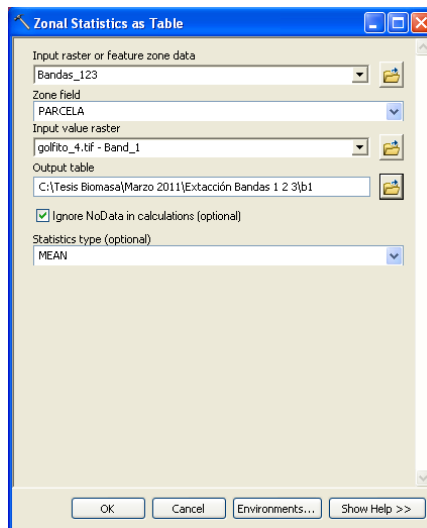 Zonal Statistics as Table
Input raster or feature zone data
Bandas_123
Zone field
PARCELA
Input value raster
golfito_4.tif - Band_1
Output table
C:\Tesis Biomasa\Marzo 2011\Extacción Bandas 1 2 3\b1
Ignore NoData in calculations (optional)
Statistics type (optional)
MEAN
OK
Cancel
Environments...
Show Help >>